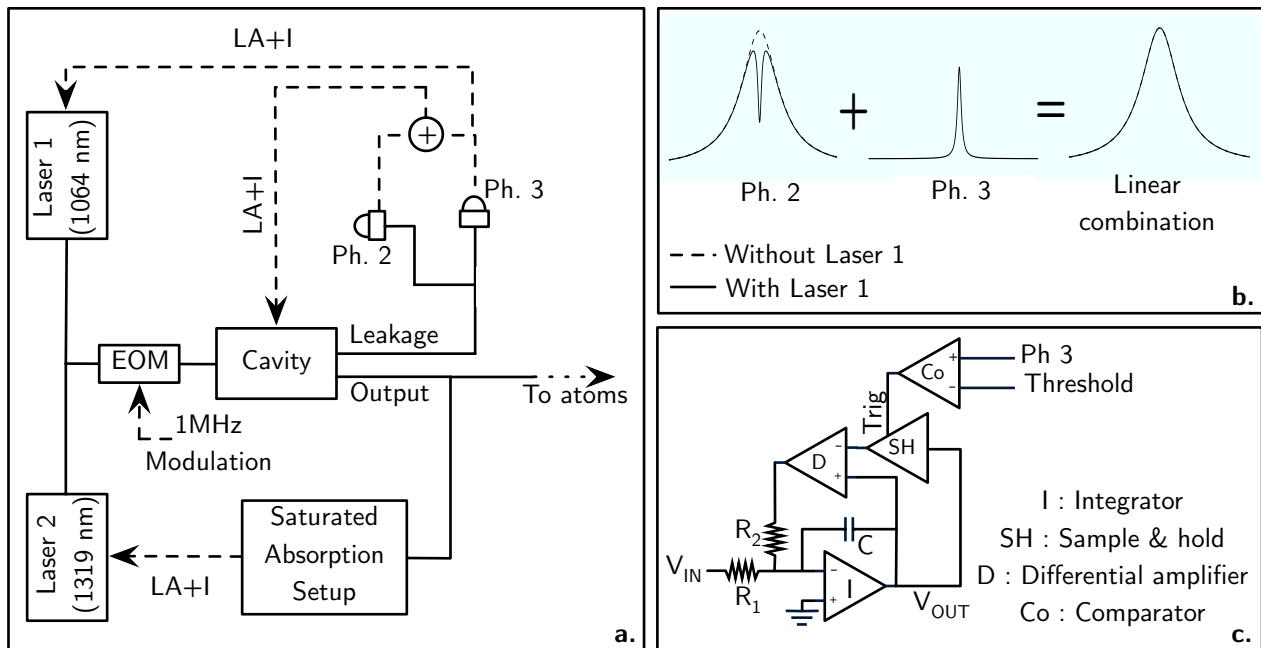 LA+I
Laser 1
(1064 nm)
+
LA+I
Ph. 3
Ph. 2
EOM
Cavity
Leakage
Output
To atoms
1MHz
Modulation
Laser 2
(1319 nm)
LA+I
Saturated
Absorption
Setup
a.
+
=
Ph. 2
Ph. 3
Linear
combination
Without Laser 1
With Laser 1
b.
+
Co
-
Ph 3
Threshold
Trig
SH
-
D
+
R2
C
VIN
R1
-
I
+
VOUT
I : Integrator
SH : Sample & hold
D : Differential amplifier
Co : Comparator
c.